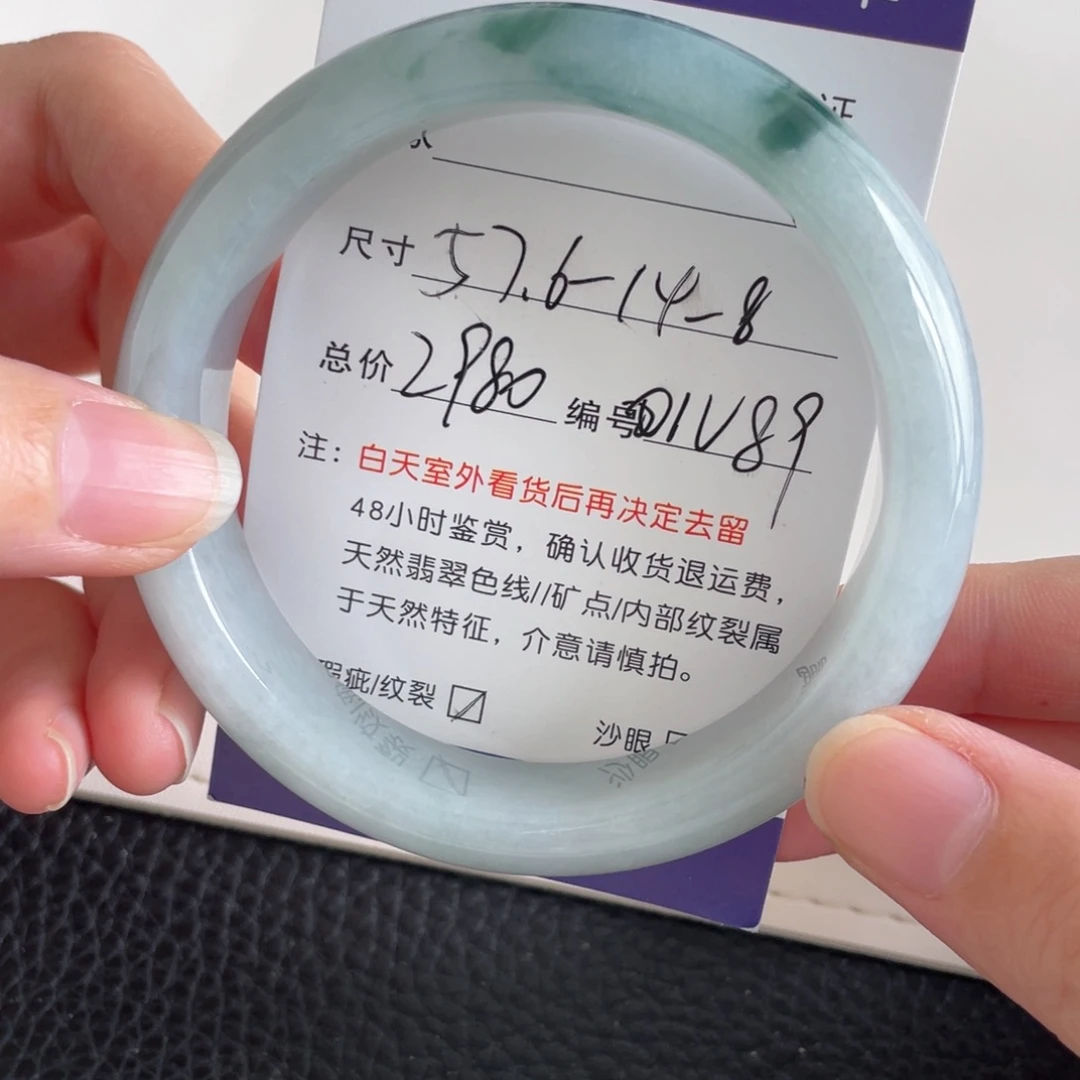 证
尺寸 57.6-14-8
总价 2980 编号 01V89
注：白天室外看货后再决定去留
48小时鉴赏，确认收货退运费，
天然翡翠色线//矿点/内部纹裂属
于天然特征，介意请慎拍。
瑕疵/纹裂 沙眼